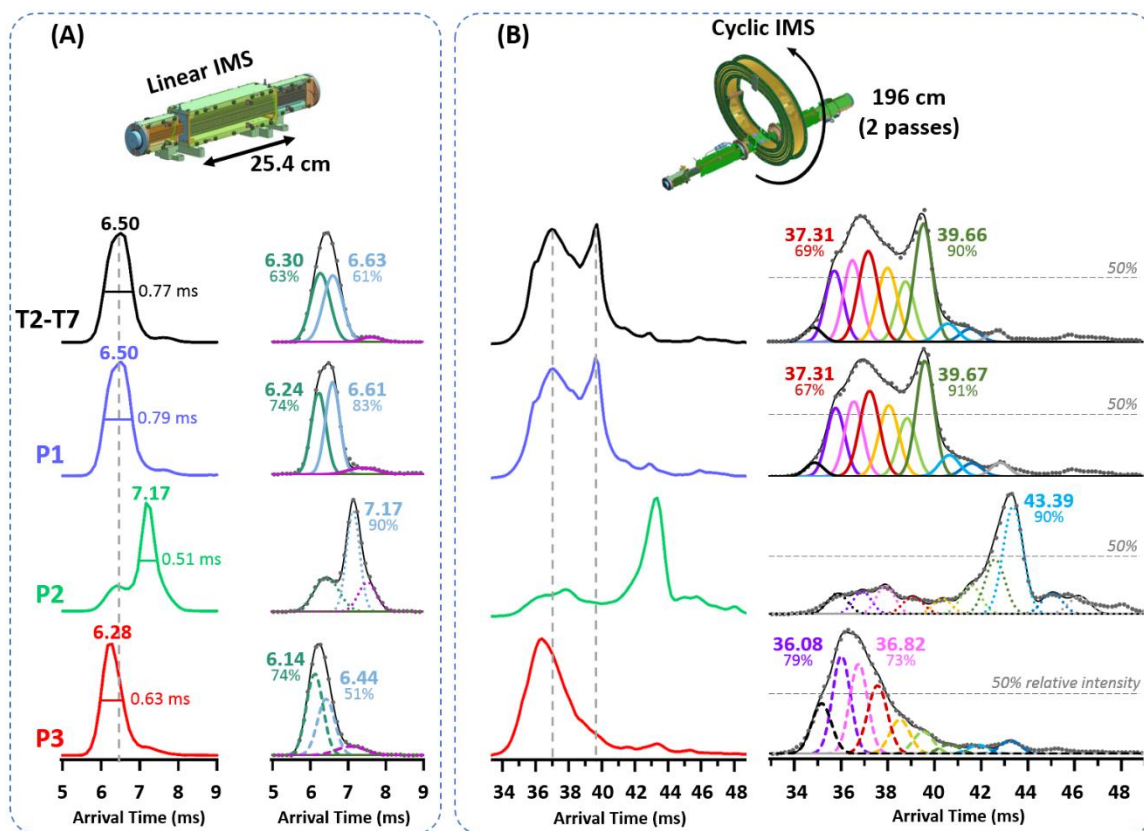 (A)
Linear IMS
25.4 cm
(B)
Cyclic IMS
196 cm
(2 passes)
T2-T7
6.50
0.77 ms
6.30
63%
6.63
61%
37.31
69%
39.66
90%
50%
P1
6.50
0.79 ms
6.24
74%
6.61
83%
37.31
67%
39.67
91%
50%
P2
7.17
0.51 ms
7.17
90%
43.39
90%
50%
P3
6.28
0.63 ms
6.14
74%
6.44
51%
36.08
79%
36.82
73%
50% relative intensity
5 6 7 8 9
5 6 7 8 9
34 36 38 40 42 44 46 48
34 36 38 40 42 44 46 48
Arrival Time (ms)
Arrival Time (ms)
Arrival Time (ms)
Arrival Time (ms)